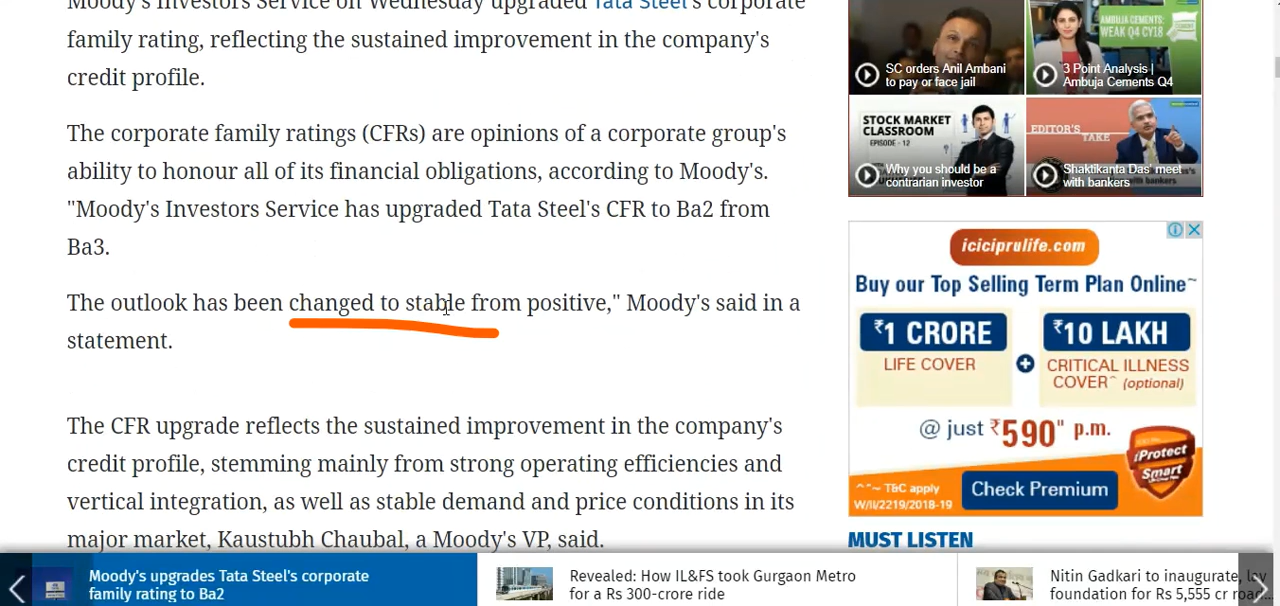 Moody's Investors Service on Wednesday upgraded Tata Steel's corporate
family rating, reflecting the sustained improvement in the company's
credit profile.
The corporate family ratings (CFRs) are opinions of a corporate group's
ability to honour all of its financial obligations, according to Moody's.
"Moody's Investors Service has upgraded Tata Steel's CFR to Ba2 from
Ba3.
The outlook has been changed to stable from positive," Moody's said in a
statement.
The CFR upgrade reflects the sustained improvement in the company's
credit profile, stemming mainly from strong operating efficiencies and
vertical integration, as well as stable demand and price conditions in its
major market, Kaustubh Chaubal, a Moody's VP, said.
SC orders Anil Ambani
to pay or face jail
AMBUJA CEMENTS:
WEAK Q4 CY18
3 Point Analysis |
Ambuja Cements Q4
STOCK MARKET
CLASSROOM
EPISODE - 12
Why you should be a
contrarian investor
EDITOR'S
TAKE
Shaktikanta Das' meet
with bankers
iciciprulife.com
Buy our Top Selling Term Plan Online~
₹1 CRORE
LIFE COVER
+
₹10 LAKH
CRITICAL ILLNESS
COVER^ (optional)
@ just ₹590" p.m.
iProtect
Smart
^"~ T&C apply
W/II/2219/2018-19
Check Premium
MUST LISTEN
Moody's upgrades Tata Steel's corporate
family rating to Ba2
Revealed: How IL&FS took Gurgaon Metro
for a Rs 300-crore ride
Nitin Gadkari to inaugurate, lay
foundation for Rs 5,555 cr road